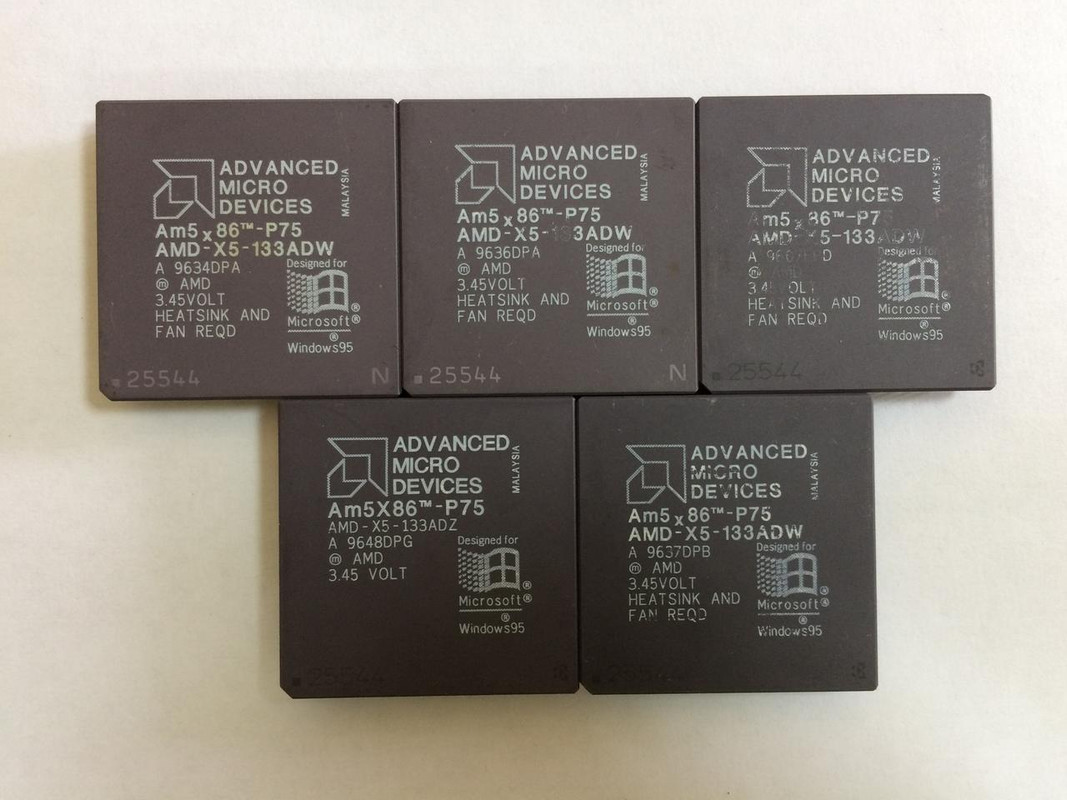 ADVANCED
MICRO
DEVICES
MALAYSIA
Am5x86™-P75
AMD-X5-133ADW
A 9634DPA
ⓜ AMD
3.45VOLT
HEATSINK AND
FAN REQD
Designed for
Microsoft®
®
Windows95
25544
N
ADVANCED
MICRO
DEVICES
MALAYSIA
Am5x86™-P75
AMD-X5-133ADW
A 9636DPA
ⓜ AMD
3.45VOLT
HEATSINK AND
FAN REQD
Designed for
Microsoft®
®
Windows95
25544
N
ADVANCED
MICRO
DEVICES
MALAYSIA
Am5x86™-P7
AMD-X5-133ADW
A
ⓜ AMD
HEATSINK AND
FAN REQD
Designed for
Microsoft®
®
Windows95
25544
ADVANCED
MICRO
DEVICES
MALAYSIA
Am5X86™-P75
AMD-X5-133ADZ
A 9648DPG
ⓜ AMD
3.45 VOLT
Designed for
Microsoft®
®
Windows95
25544
ADVANCED
MICRO
DEVICES
MALAYSIA
Am5x86™-P75
AMD-X5-133ADW
A 9637DPB
ⓜ AMD
3.45VOLT
HEATSINK AND
FAN REQD
Designed for
Microsoft®
®
Windows95
25544